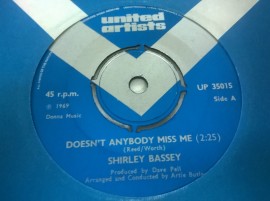 united
artists
45 r.p.m.
UP 35015
℗ 1969
Side A
Donna Music
DOESN'T ANYBODY MISS ME (2:25)
(Reed/Worth)
SHIRLEY BASSEY
Produced by Dave Pell
Arranged and Conducted by Artie Butler